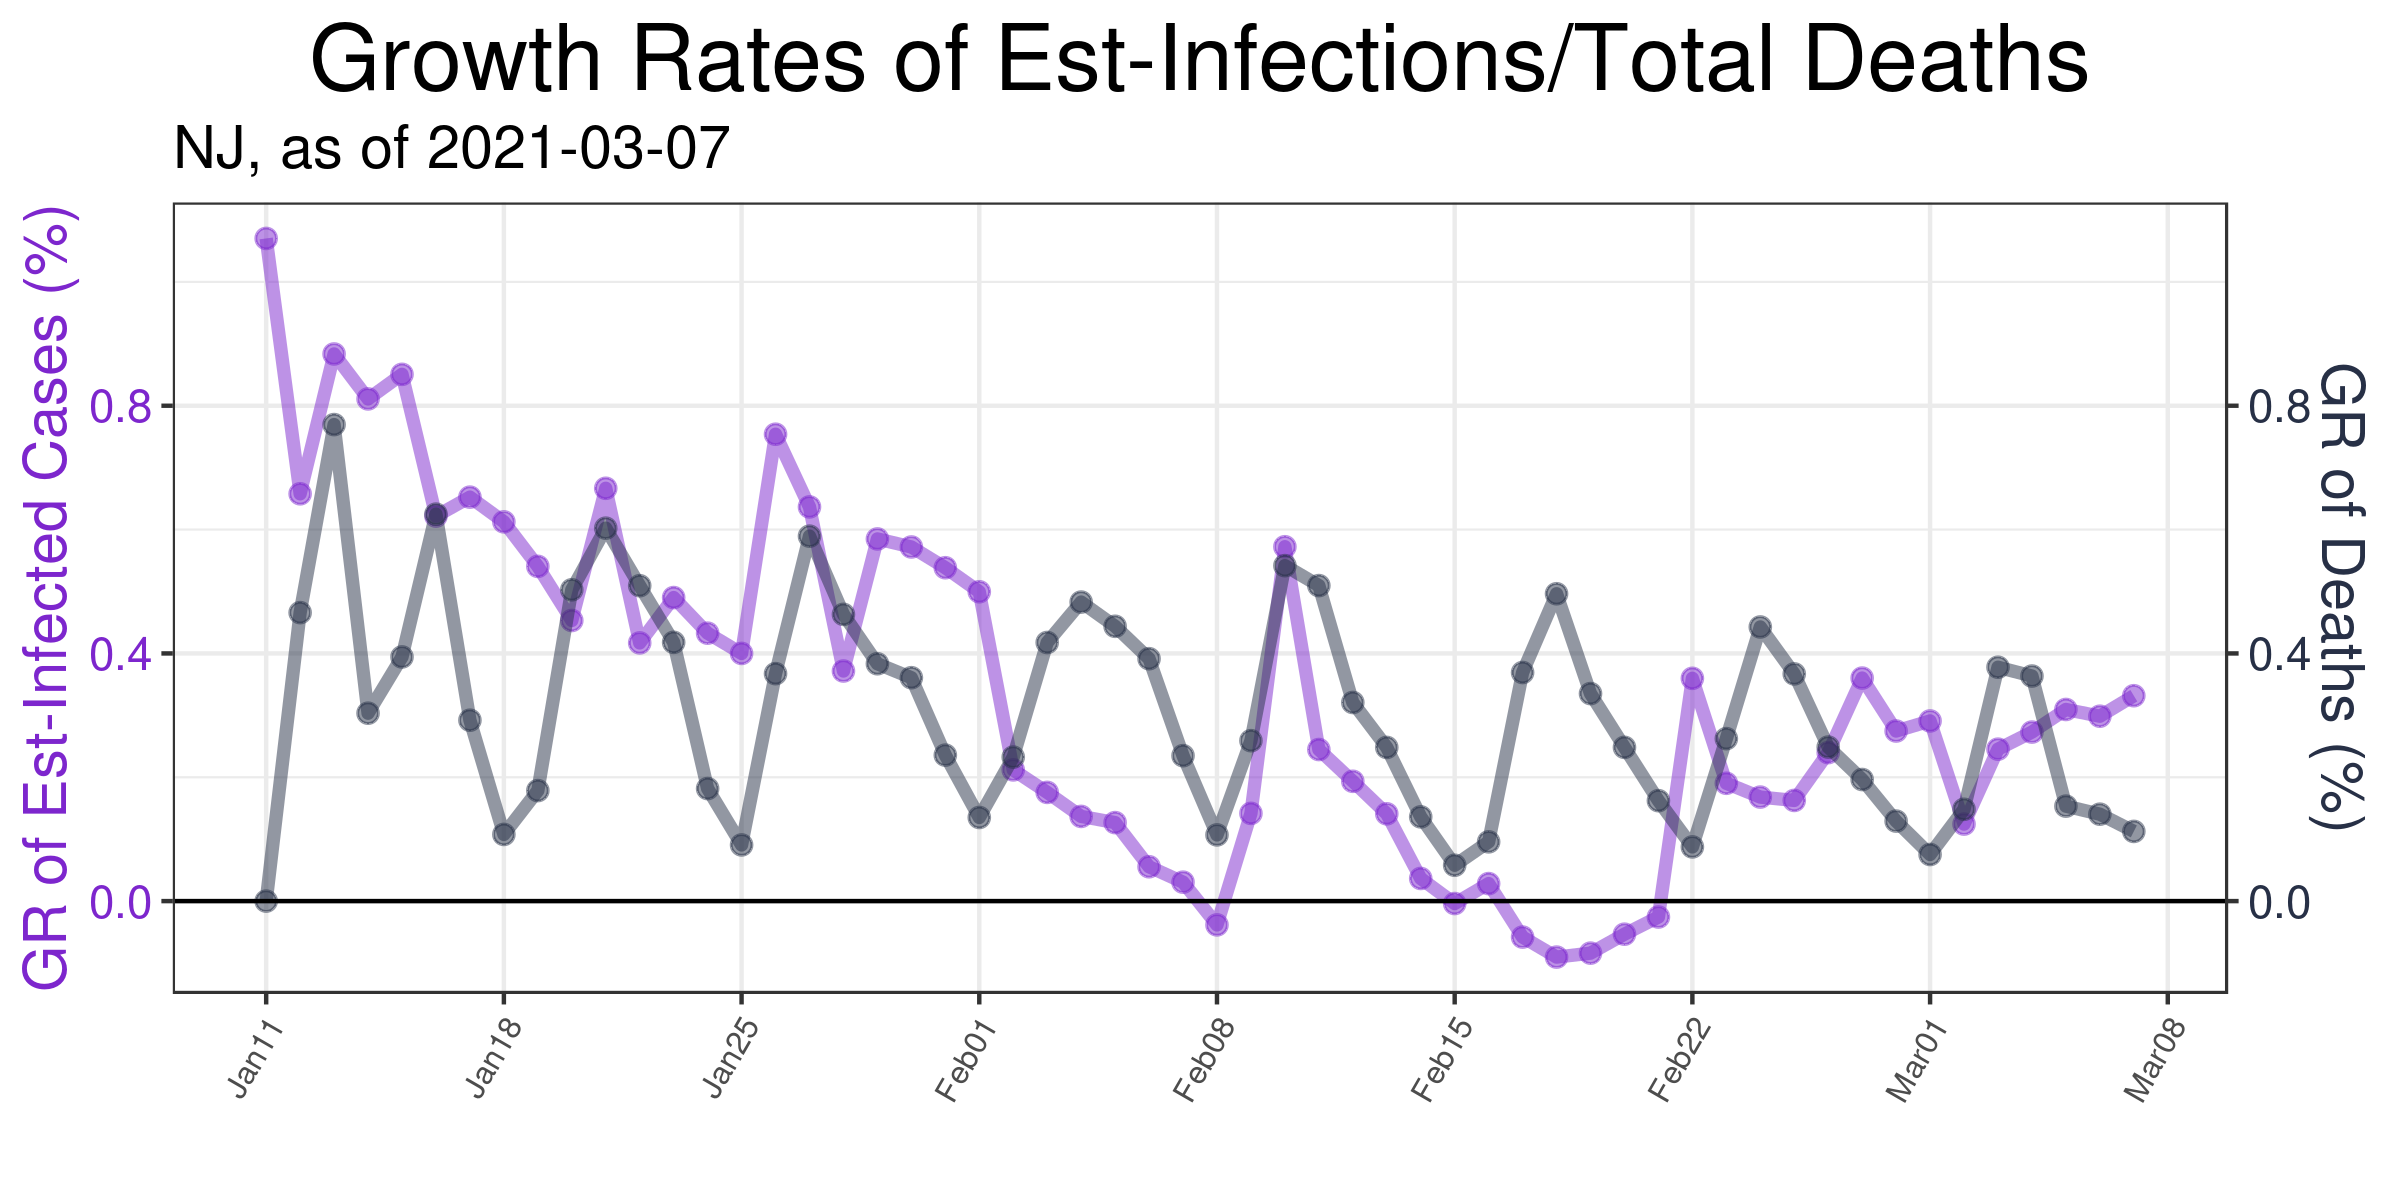 Growth Rates of Est-Infections/Total Deaths
NJ, as of 2021-03-07
GR of Est-Infected Cases (%)
0.8
0.4
0.0
0.8
0.4
0.0
GR of Deaths (%)
Jan11
Jan18
Jan25
Feb01
Feb08
Feb15
Feb22
Mar01
Mar08